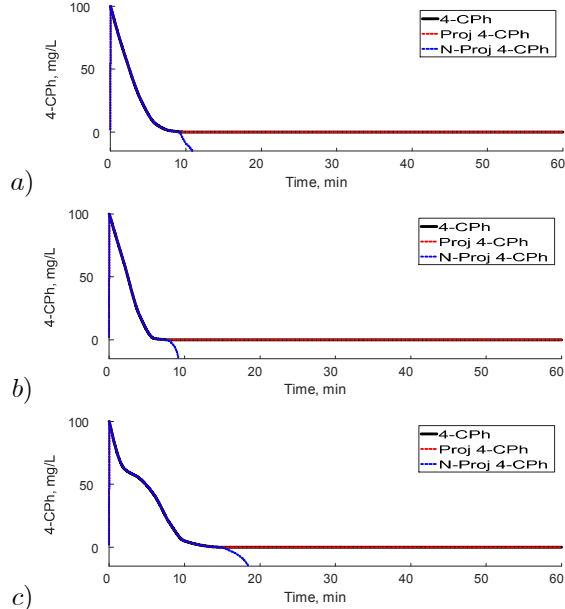 100
50
0
4-CPh, mg/L
4-CPh
Proj 4-CPh
N-Proj 4-CPh
0 10 20 30 40 50 60
Time, min
a)
100
50
0
4-CPh, mg/L
4-CPh
Proj 4-CPh
N-Proj 4-CPh
0 10 20 30 40 50 60
Time, min
b)
100
50
0
4-CPh, mg/L
4-CPh
Proj 4-CPh
N-Proj 4-CPh
0 10 20 30 40 50 60
Time, min
c)